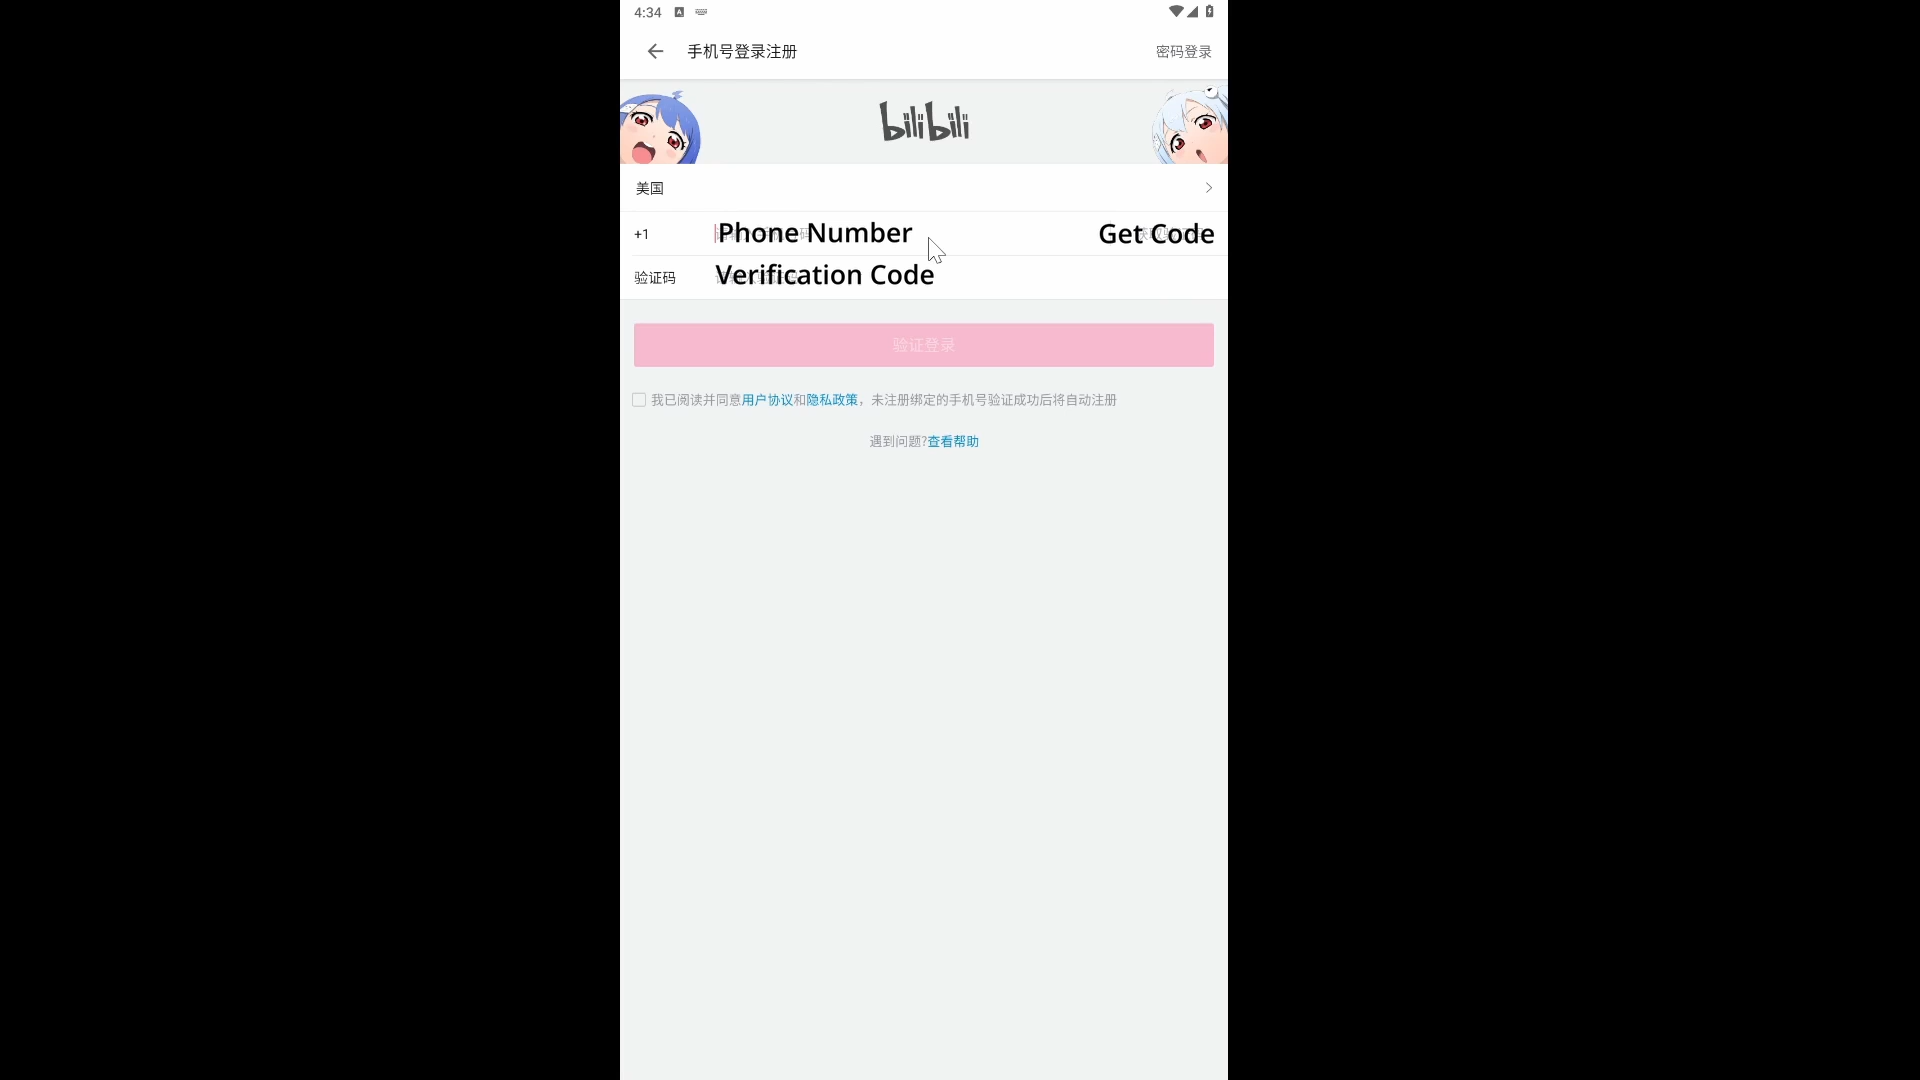 4:34
手机号登录注册
密码登录
bilibili
美国
+1
Phone Number
Get Code
验证码
Verification Code
验证登录
我已阅读并同意用户协议和隐私政策，未注册绑定的手机号验证成功后将自动注册
遇到问题?查看帮助